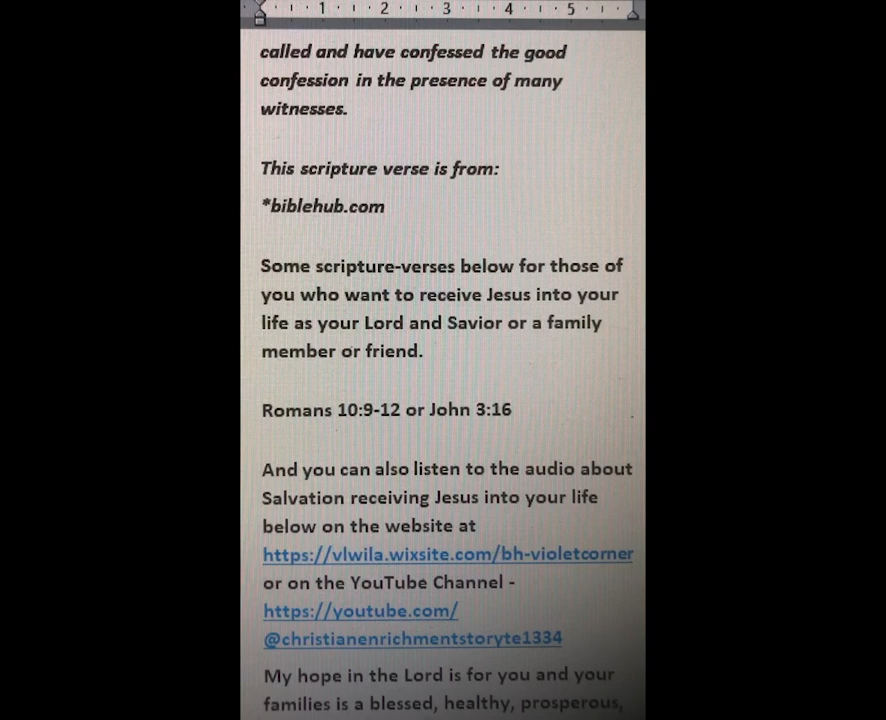 1 2 3 4 5
called and have confessed the good
confession in the presence of many
witnesses.
This scripture verse is from:
*biblehub.com
Some scripture-verses below for those of
you who want to receive Jesus into your
life as your Lord and Savior or a family
member or friend.
Romans 10:9-12 or John 3:16
And you can also listen to the audio about
Salvation receiving Jesus into your life
below on the website at
https://vlwila.wixsite.com/bh-violetcorner
or on the YouTube Channel -
https://youtube.com/
@christianenrichmentstoryte1334
My hope in the Lord is for you and your
families is a blessed, healthy, prosperous,